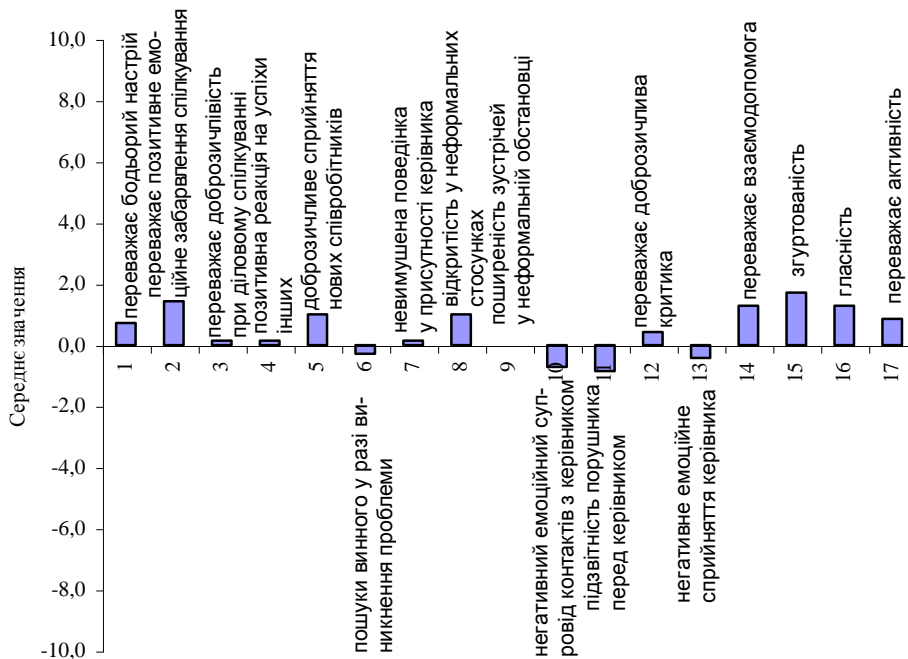 Середнє значення
10,0
8,0
6,0
4,0
2,0
0,0
-2,0
-4,0
-6,0
-8,0
-10,0
переважає бодьорий настрій
переважає позитивне емо-
ційне забарвлення спілкування
переважає доброзичлівість
при діловому спілкуванні
позитивна реакція на успіхи
інших
доброзичливе сприйняття
нових співробітників
невимушена поведінка
у присутності керівника
відкритість у неформальних
стосунках
поширеність зустрічей
у неформальній обстановці
переважає доброзичлива
критика
переважає взаємодопомога
згуртованість
гласність
переважає активність
1
2
3
4
5
6
7
8
9
10
11
12
13
14
15
16
17
пошуки винного у разі ви-
никнення проблеми
негативний емоційний суп-
ровід контактів з керівником
підзвітність порушника
перед керівником
негативне емоційне
сприйняття керівника